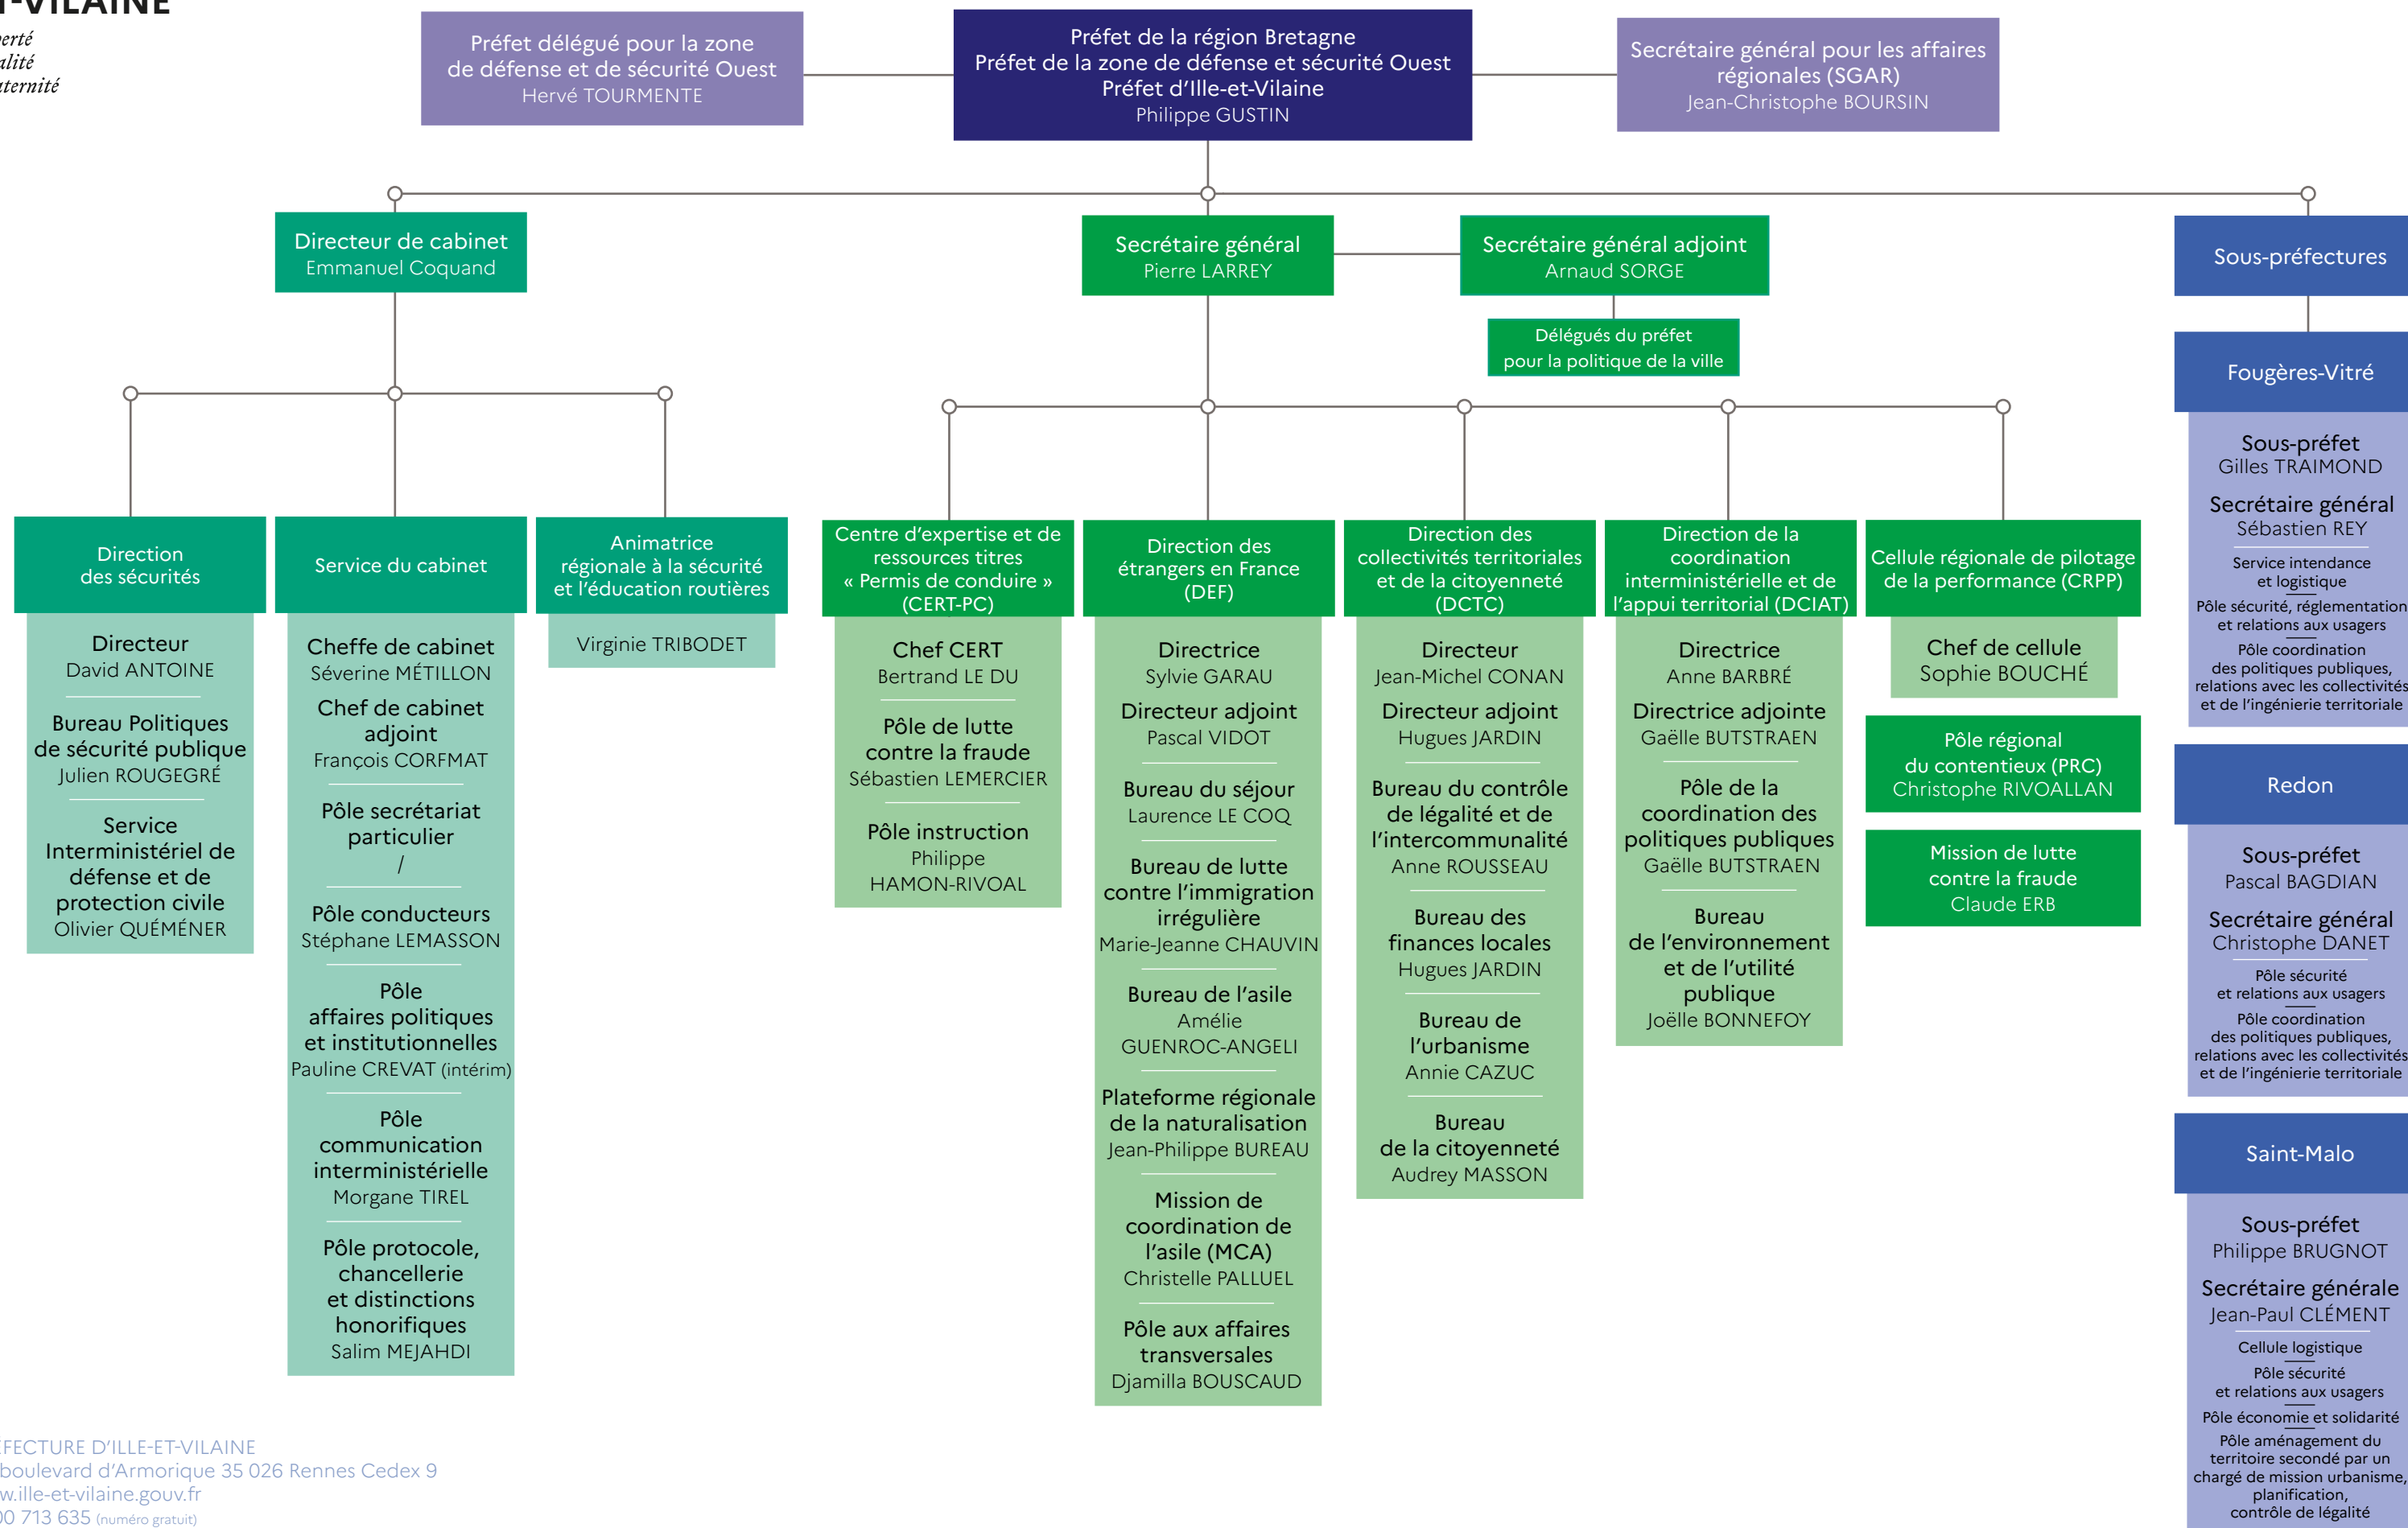 T-VILAINE
erté
alité
aternité
Préfet délégué pour la zone
de défense et de sécurité Ouest
Hervé TOURMENTE
Préfet de la région Bretagne
Préfet de la zone de défense et sécurité Ouest
Préfet d'Ille-et-Vilaine
Philippe GUSTIN
Secrétaire général pour les affaires
régionales (SGAR)
Jean-Christophe BOURSIN
Directeur de cabinet
Emmanuel Coquand
Secrétaire général
Pierre LARREY
Secrétaire général adjoint
Arnaud SORGE
Délégués du préfet
pour la politique de la ville
Direction
des sécurités
Directeur
David ANTOINE
Bureau Politiques
de sécurité publique
Julien ROUGEGRÉ
Service
Interministériel de
défense et de
protection civile
Olivier QUÉMÉNER
Service du cabinet
Cheffe de cabinet
Séverine MÉTILLON
Chef de cabinet
adjoint
François CORFMAT
Pôle secrétariat
particulier
/
Pôle conducteurs
Stéphane LEMASSON
Pôle
affaires politiques
et institutionnelles
Pauline CREVAT (intérim)
Pôle
communication
interministérielle
Morgane TIREL
Pôle protocole,
chancellerie
et distinctions
honorifiques
Salim MEJAHDI
Animatrice
régionale à la sécurité
et l'éducation routières
Virginie TRIBODET
Centre d'expertise et de
ressources titres
« Permis de conduire »
(CERT-PC)
Chef CERT
Bertrand LE DU
Pôle de lutte
contre la fraude
Sébastien LEMERCIER
Pôle instruction
Philippe
HAMON-RIVOAL
Direction des
étrangers en France
(DEF)
Directrice
Sylvie GARAU
Directeur adjoint
Pascal VIDOT
Bureau du séjour
Laurence LE COQ
Bureau de lutte
contre l'immigration
irrégulière
Marie-Jeanne CHAUVIN
Bureau de l'asile
Amélie
GUENROC-ANGELI
Plateforme régionale
de la naturalisation
Jean-Philippe BUREAU
Mission de
coordination de
l'asile (MCA)
Christelle PALLUEL
Pôle aux affaires
transversales
Djamilla BOUSCAUD
Direction des
collectivités territoriales
et de la citoyenneté
(DCTC)
Directeur
Jean-Michel CONAN
Directeur adjoint
Hugues JARDIN
Bureau du contrôle
de légalité et de
l'intercommunalité
Anne ROUSSEAU
Bureau des
finances locales
Hugues JARDIN
Bureau de
l'urbanisme
Annie CAZUC
Bureau
de la citoyenneté
Audrey MASSON
Direction de la
coordination
interministérielle et de
l'appui territorial (DCIAT)
Directrice
Anne BARBRÉ
Directrice adjointe
Gaëlle BUTSTRAEN
Pôle de la
coordination des
politiques publiques
Gaëlle BUTSTRAEN
Bureau
de l'environnement
et de l'utilité
publique
Joëlle BONNEFOY
Cellule régionale de pilotage
de la performance (CRPP)
Chef de cellule
Sophie BOUCHÉ
Pôle régional
du contentieux (PRC)
Christophe RIVOALLAN
Mission de lutte
contre la fraude
Claude ERB
Sous-préfectures
Fougères-Vitré
Sous-préfet
Gilles TRAIMOND
Secrétaire général
Sébastien REY
Service intendance
et logistique
Pôle sécurité, réglementation
et relations aux usagers
Pôle coordination
des politiques publiques,
relations avec les collectivités
et de l'ingénierie territoriale
Redon
Sous-préfet
Pascal BAGDIAN
Secrétaire général
Christophe DANET
Pôle sécurité
et relations aux usagers
Pôle coordination
des politiques publiques,
relations avec les collectivités
et de l'ingénierie territoriale
Saint-Malo
Sous-préfet
Philippe BRUGNOT
Secrétaire générale
Jean-Paul CLÉMENT
Cellule logistique
Pôle sécurité
et relations aux usagers
Pôle économie et solidarité
Pôle aménagement du
territoire secondé par un
chargé de mission urbanisme,
planification,
contrôle de légalité
EFECTURE D'ILLE-ET-VILAINE
boulevard d'Armorique 35 026 Rennes Cedex 9
w.ille-et-vilaine.gouv.fr
00 713 635 (numéro gratuit)